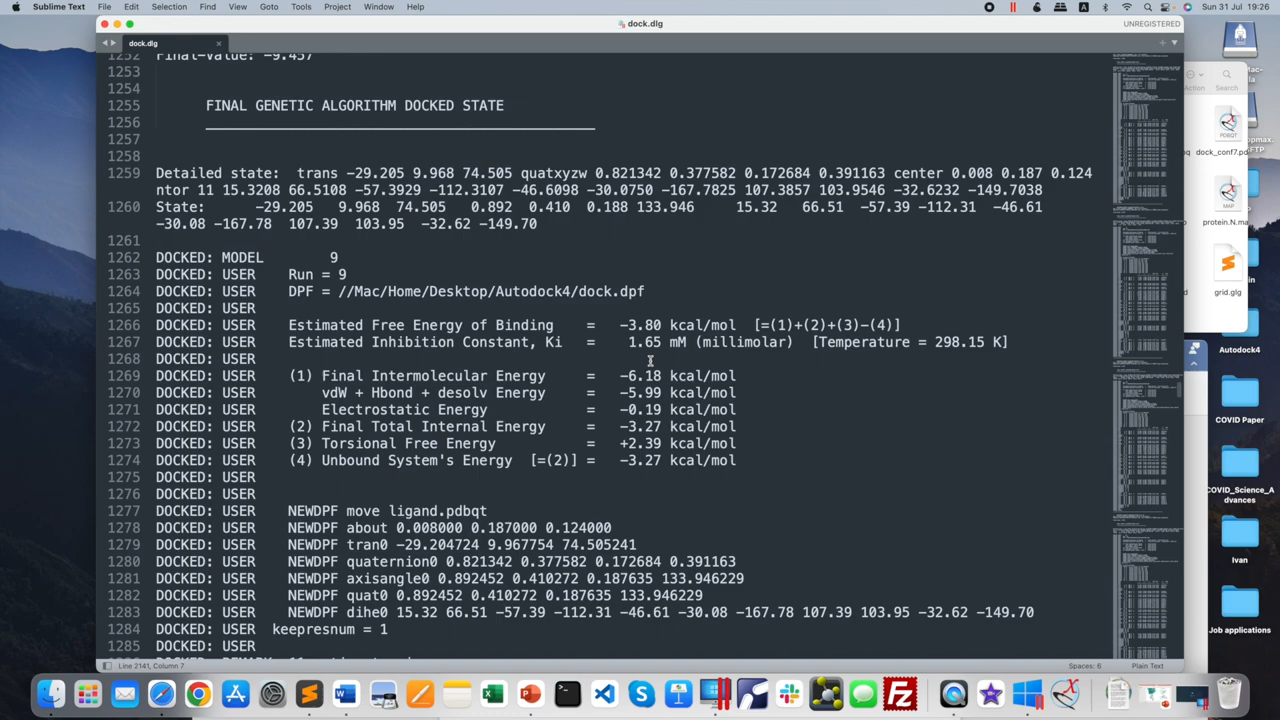 Sublime Text File Edit Selection Find View Goto Tools Project Window Help Sun 31 Jul 19:26
dock.dlg UNREGISTERED
dock.dlg
1252 Final-Value: -9.457
1253
1254
1255 FINAL GENETIC ALGORITHM DOCKED STATE
1256
1257
1258
1259 Detailed state: trans -29.205 9.968 74.505 quatxyzw 0.821342 0.377582 0.172684 0.391163 center 0.008 0.187 0.124
ntor 11 15.3208 66.5108 -57.3929 -112.3107 -46.6098 -30.0750 -167.7825 107.3857 103.9546 -32.6232 -149.7038
1260 State: -29.205 9.968 74.505 0.892 0.410 0.188 133.946 15.32 66.51 -57.39 -112.31 -46.61
-30.08 -167.78 107.39 103.95 -32.62 -149.70
1261
1262 DOCKED: MODEL 9
1263 DOCKED: USER Run = 9
1264 DOCKED: USER DPF = //Mac/Home/Desktop/Autodock4/dock.dpf
1265 DOCKED: USER
1266 DOCKED: USER Estimated Free Energy of Binding = -3.80 kcal/mol [=(1)+(2)+(3)-(4)]
1267 DOCKED: USER Estimated Inhibition Constant, Ki = 1.65 mM (millimolar) [Temperature = 298.15 K]
1268 DOCKED: USER
1269 DOCKED: USER (1) Final Intermolecular Energy = -6.18 kcal/mol
1270 DOCKED: USER vdW + Hbond + desolv Energy = -5.99 kcal/mol
1271 DOCKED: USER Electrostatic Energy = -0.19 kcal/mol
1272 DOCKED: USER (2) Final Total Internal Energy = -3.27 kcal/mol
1273 DOCKED: USER (3) Torsional Free Energy = +2.39 kcal/mol
1274 DOCKED: USER (4) Unbound System's Energy [=(2)] = -3.27 kcal/mol
1275 DOCKED: USER
1276 DOCKED: USER
1277 DOCKED: USER NEWDPF move ligand.pdbqt
1278 DOCKED: USER NEWDPF about 0.008000 0.187000 0.124000
1279 DOCKED: USER NEWDPF tran0 9.967754 74.505241
1280 DOCKED: USER NEWDPF quaternion0 0.821342 0.377582 0.172684 0.391163
1281 DOCKED: USER NEWDPF axisangle0 0.892452 0.410272 0.187635 133.946229
1282 DOCKED: USER NEWDPF quat0 0.892452 0.410272 0.187635 133.946229
1283 DOCKED: USER NEWDPF dihe0 15.32 66.51 -57.39 -112.31 -46.61 -30.08 -167.78 107.39 103.95 -32.62 -149.70
1284 DOCKED: USER keepresnum = 1
1285 DOCKED: USER
Line 2141, Column 7 Spaces: 6 Plain Text
Action Search
PDBQT
dock_conf7.pd
MAP
protein.N.ma
grid.glg
Autodock4
COVID Paper
COVID_Science_A
dvances
Ivan
Job applications